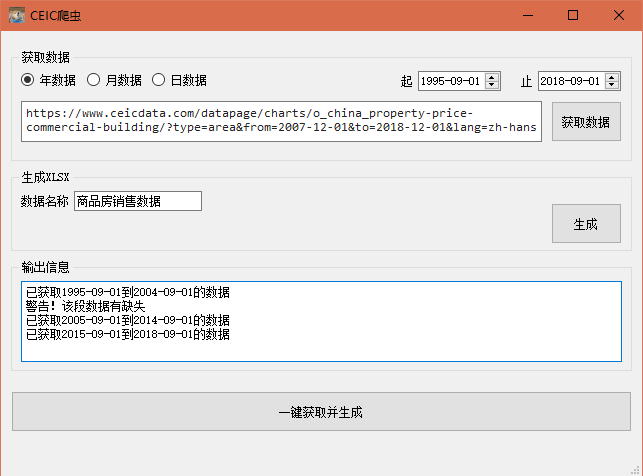 CEIC爬虫
获取数据
年数据 月数据 日数据 起 1995-09-01 止 2018-09-01
https://www.ceicdata.com/datapage/charts/o_china_property-price-
commercial-building/?type=area&from=2007-12-01&to=2018-12-01&lang=zh-hans
获取数据
生成XLSX
数据名称 商品房销售数据
生成
输出信息
已获取1995-09-01到2004-09-01的数据
警告！该段数据有缺失
已获取2005-09-01到2014-09-01的数据
已获取2015-09-01到2018-09-01的数据
一键获取并生成